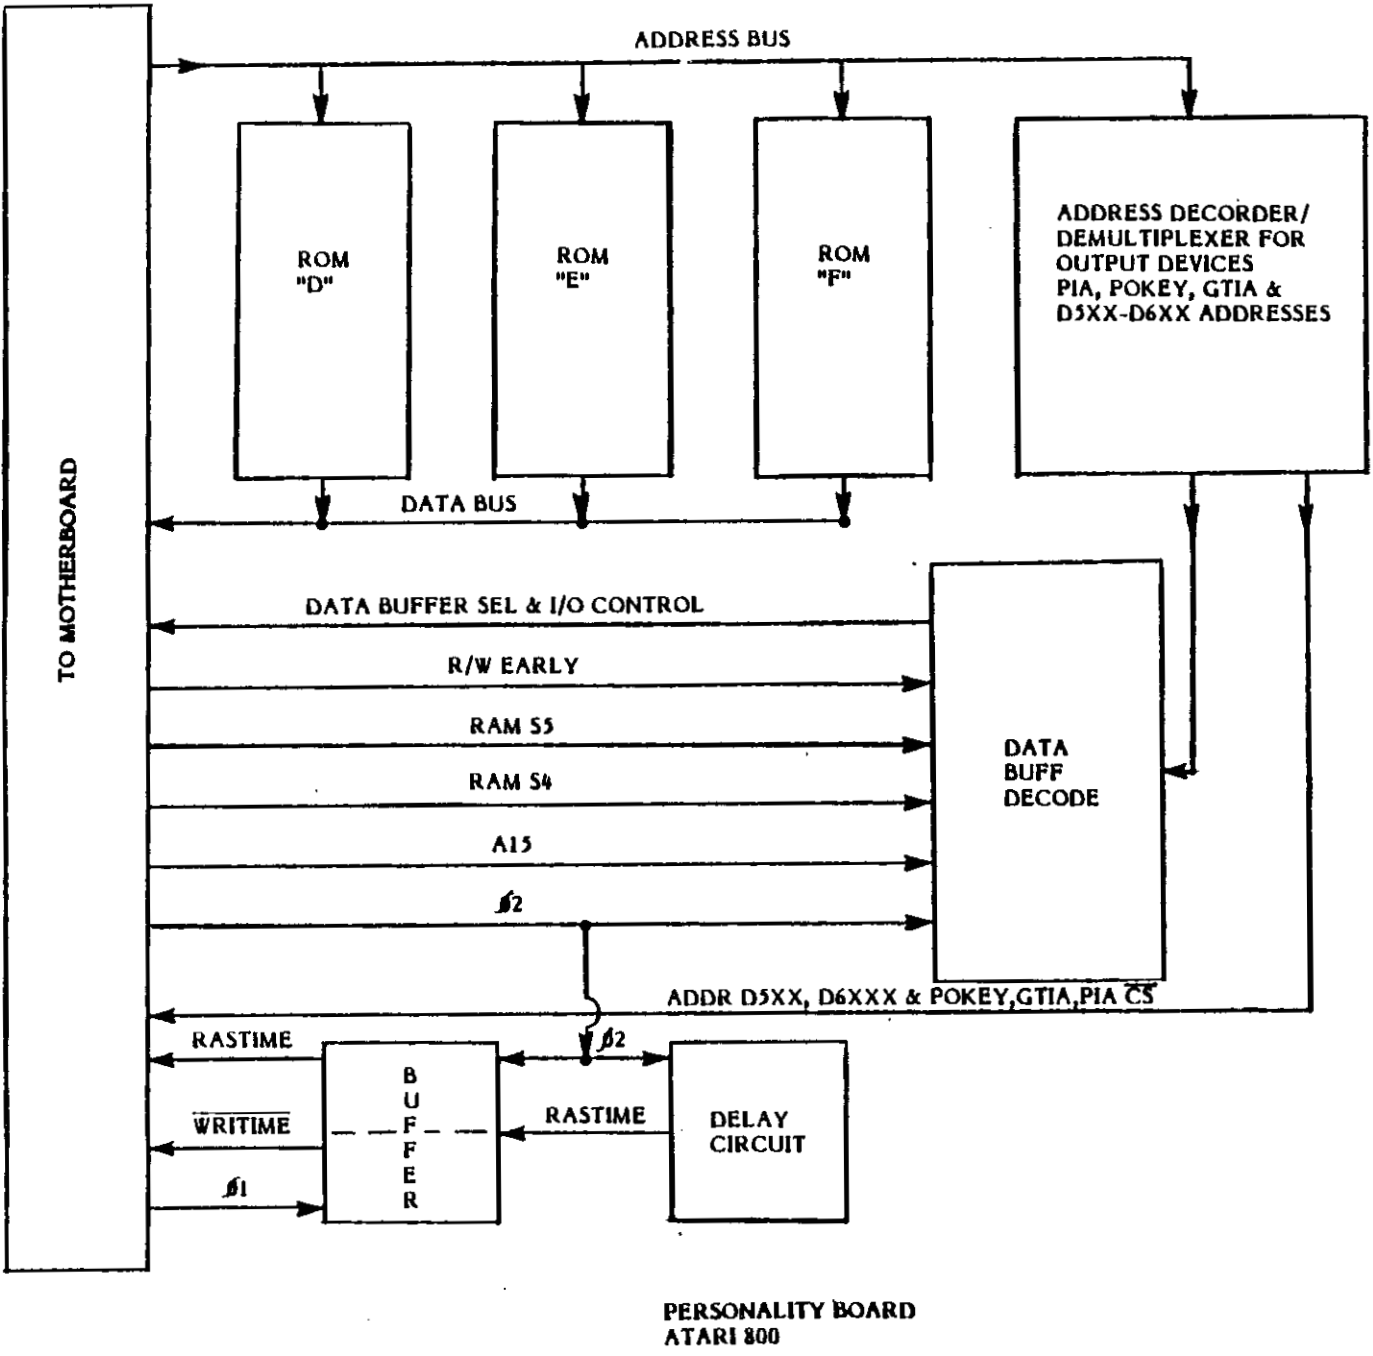 ADDRESS BUS
ROM
"D"
ROM
"E"
ROM
"F"
ADDRESS DECORDER/
DEMULTIPLEXER FOR
OUTPUT DEVICES
PIA, POKEY, GTIA &
D5XX-D6XX ADDRESSES
TO MOTHERBOARD
DATA BUS
DATA BUFFER SEL & I/O CONTROL
R/W EARLY
RAM S5
RAM S4
A15
ø2
DATA
BUFF
DECODE
ADDR D5XX, D6XXX & POKEY,GTIA,PIA C̅S̅
RASTIME
W̅R̅I̅T̅I̅M̅E̅
ø1
BUFFER
ø2
RASTIME
DELAY
CIRCUIT
PERSONALITY BOARD
ATARI 800